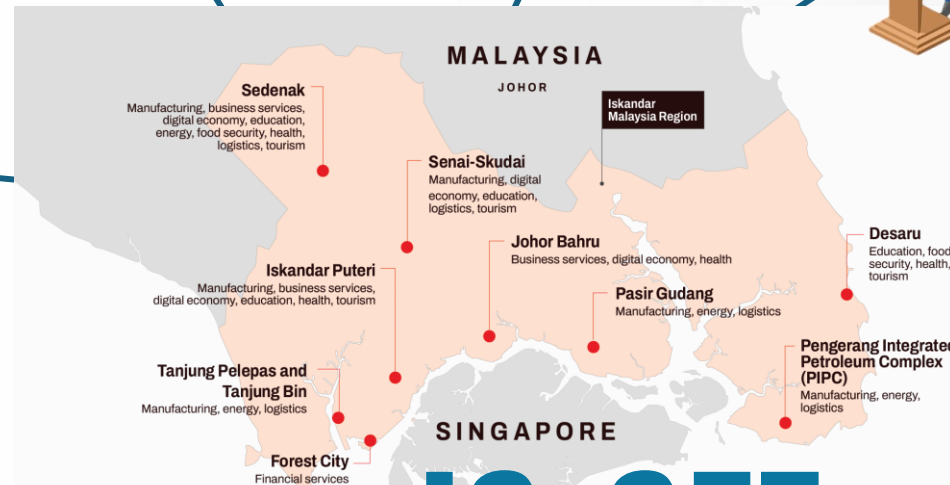 MALAYSIA
JOHOR
Iskandar
Malaysia Region
Sedenak
Manufacturing, business services,
digital economy, education,
energy, food security, health,
logistics, tourism
Senai-Skudai
Manufacturing, digital
economy, education,
logistics, tourism
Johor Bahru
Business services, digital economy, health
Desaru
Education, food
security, health,
tourism
Iskandar Puteri
Manufacturing, business services,
digital economy, education, health, tourism
Pasir Gudang
Manufacturing, energy, logistics
Pengerang Integrated
Petroleum Complex
(PIPC)
Manufacturing, energy,
logistics
Tanjung Pelepas and
Tanjung Bin
Manufacturing, energy, logistics
SINGAPORE
Forest City
Financial services